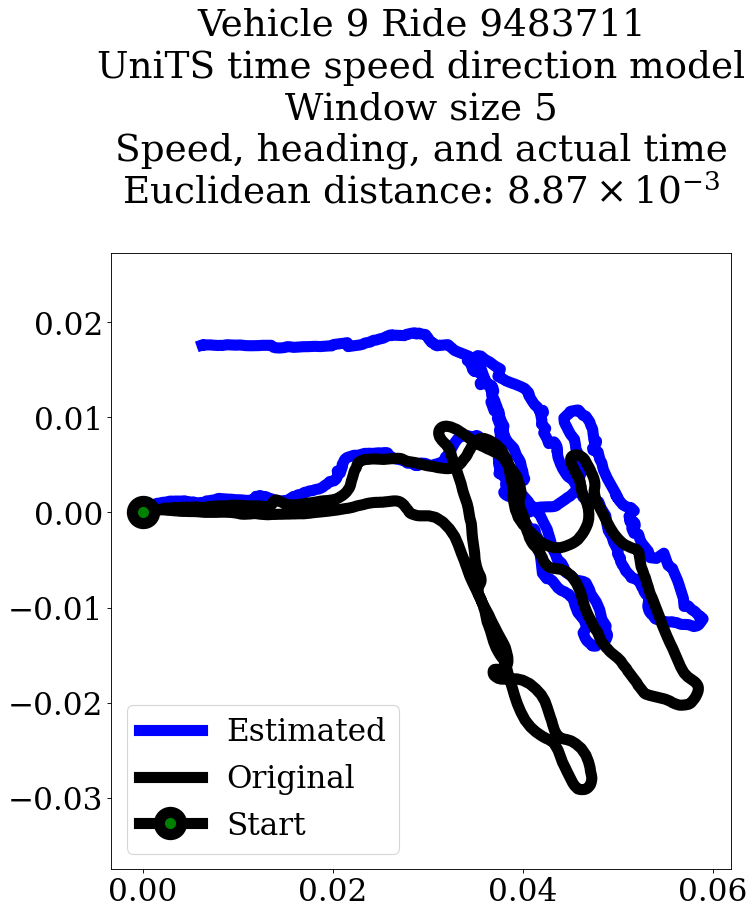 Vehicle 9 Ride 9483711
UniTS time speed direction model
Window size 5
Speed, heading, and actual time
Euclidean distance: 8.87 × 10⁻³
0.02
0.01
0.00
−0.01
−0.02
−0.03
Estimated
Original
Start
0.00 0.02 0.04 0.06